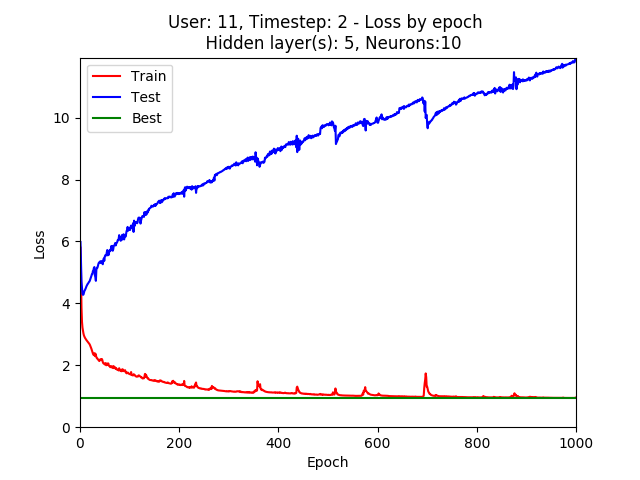 User: 11, Timestep: 2 - Loss by epoch
Hidden layer(s): 5, Neurons:10
Train
Test
Best
10
8
6
4
2
0
Loss
0 200 400 600 800 1000
Epoch